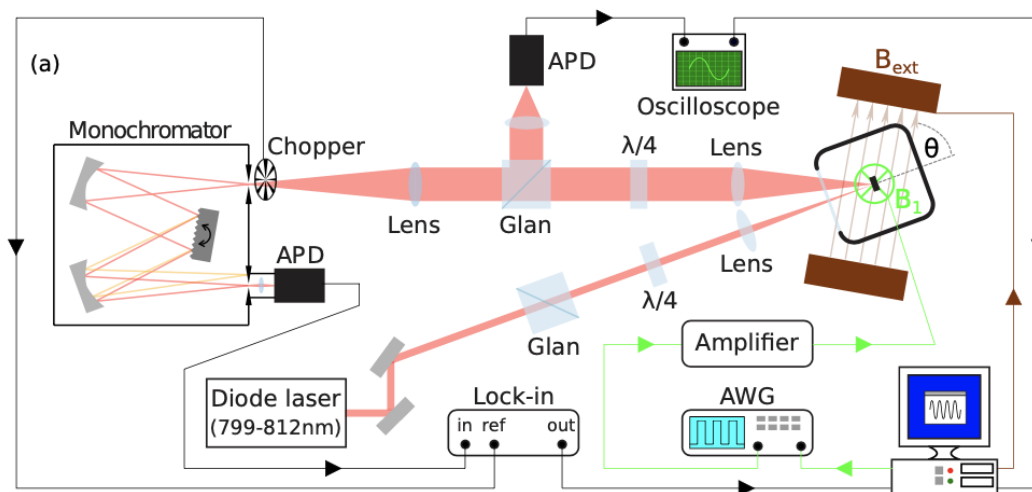 (a)
APD
Oscilloscope
B_ext
θ
B_1
Monochromator
Chopper
λ/4
Lens
Lens
Glan
APD
Lens
λ/4
Glan
Amplifier
Diode laser
(799-812nm)
Lock-in
in ref out
AWG